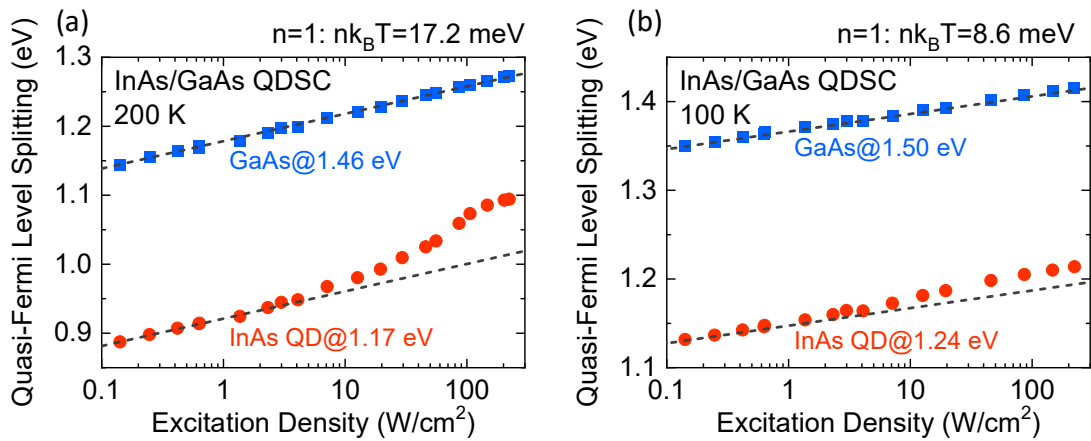 (a)
n=1: nk_BT=17.2 meV
Quasi-Fermi Level Splitting (eV)
1.3
1.2
1.1
1.0
0.9
InAs/GaAs QDSC
200 K
GaAs@1.46 eV
InAs QD@1.17 eV
0.1 1 10 100
Excitation Density (W/cm²)
(b)
n=1: nk_BT=8.6 meV
Quasi-Fermi Level Splitting (eV)
1.4
1.3
1.2
1.1
InAs/GaAs QDSC
100 K
GaAs@1.50 eV
InAs QD@1.24 eV
0.1 1 10 100
Excitation Density (W/cm²)